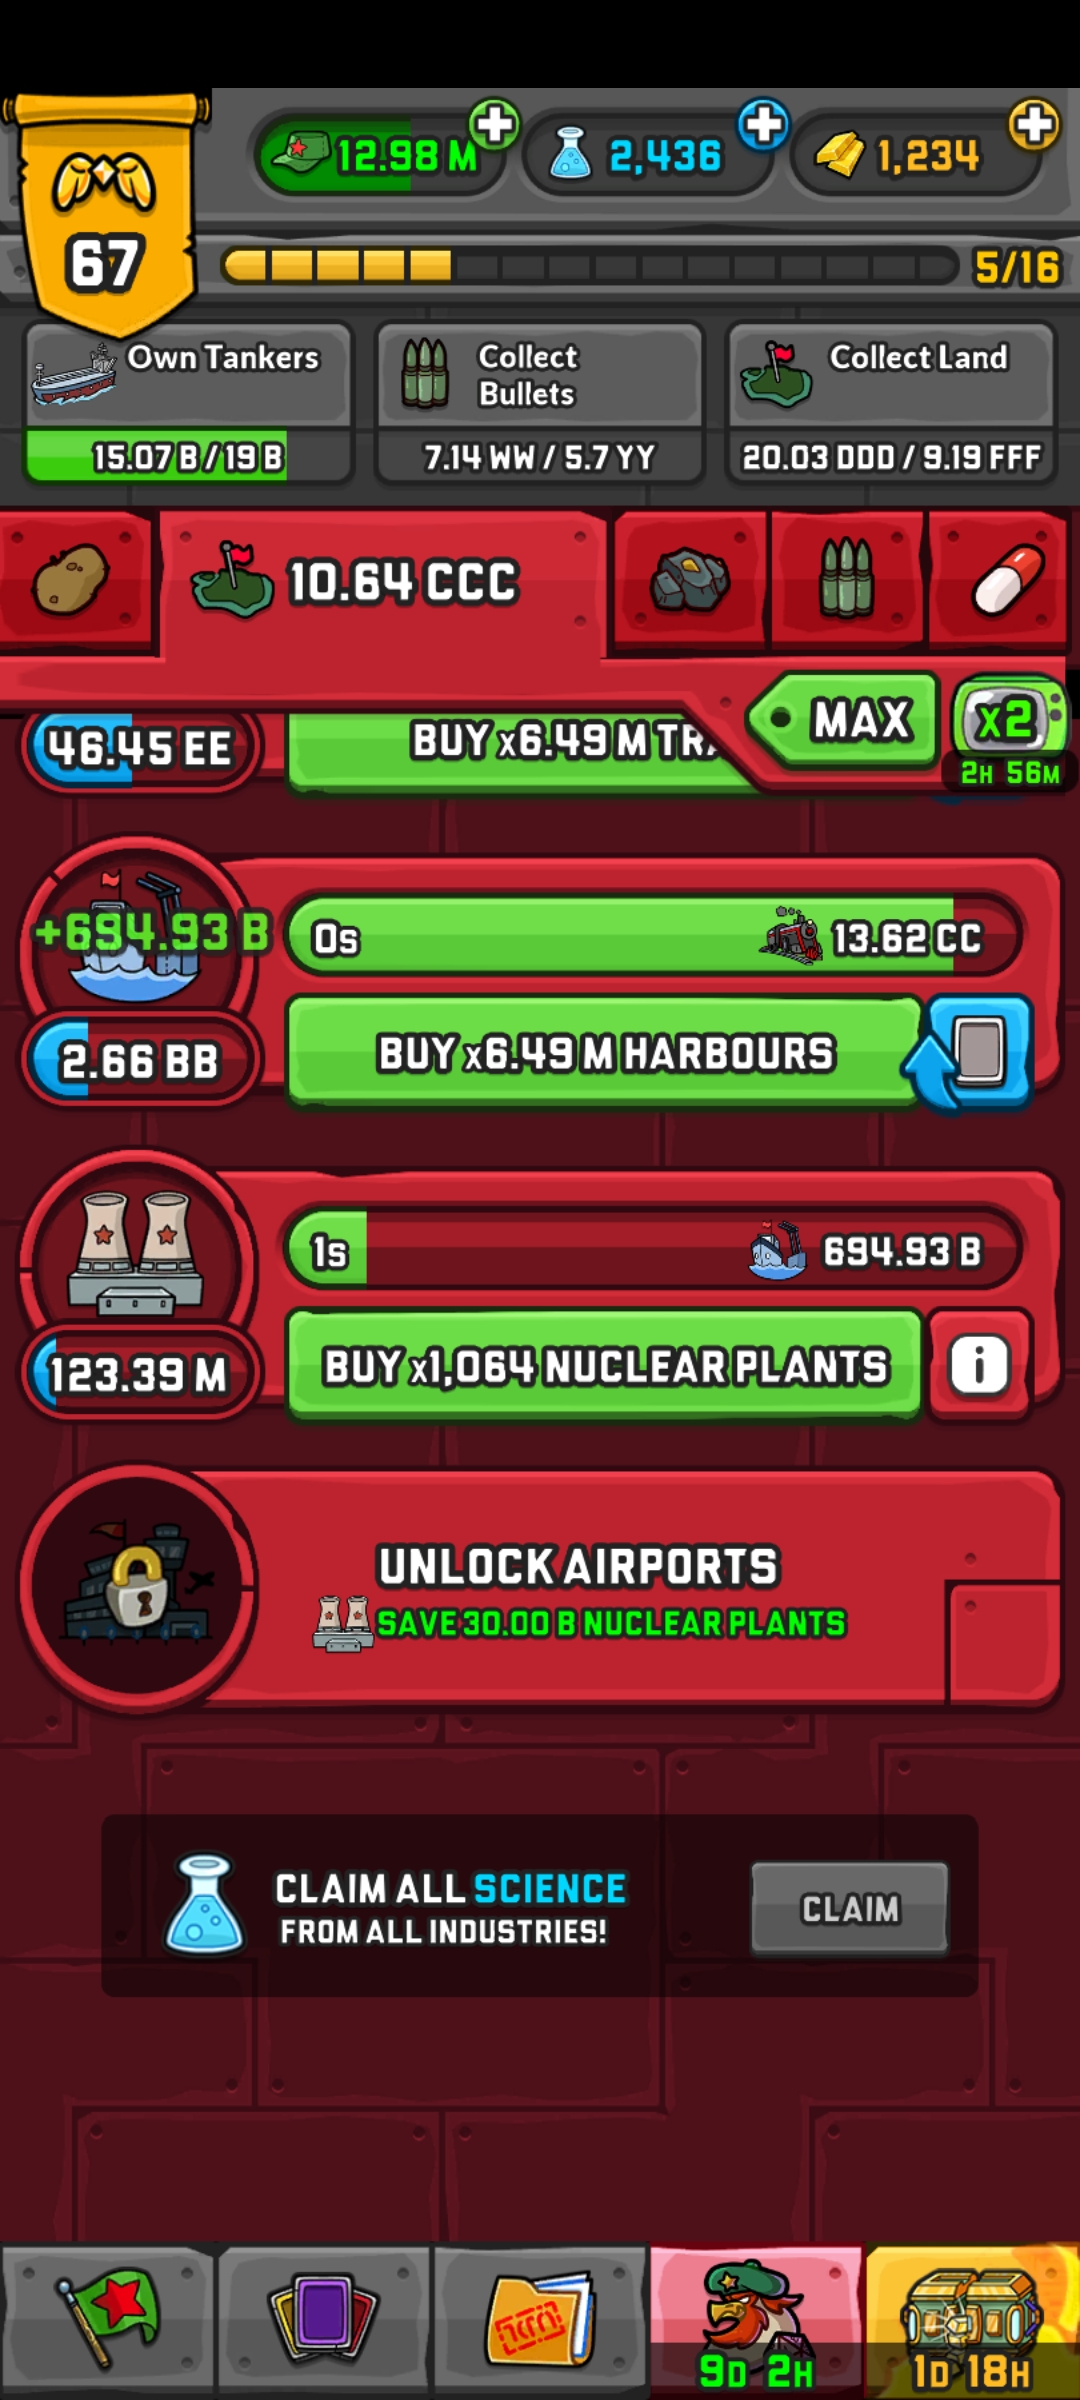 12.98 M
2,436
1,234
67
5/16
Own Tankers
15.07 B / 19 B
Collect
Bullets
7.14 WW / 5.7 YY
Collect Land
20.03 DDD / 9.19 FFF
10.64 CCC
MAX
x2
2H 56M
46.45 EE
BUY x6.49 M
+694.93 B
0s
13.62 CC
2.66 BB
BUY x6.49 M HARBOURS
1s
694.93 B
123.39 M
BUY x1,064 NUCLEAR PLANTS
i
UNLOCK AIRPORTS
SAVE 30.00 B NUCLEAR PLANTS
CLAIM ALL SCIENCE
FROM ALL INDUSTRIES!
CLAIM
9D 2H
1D 18H